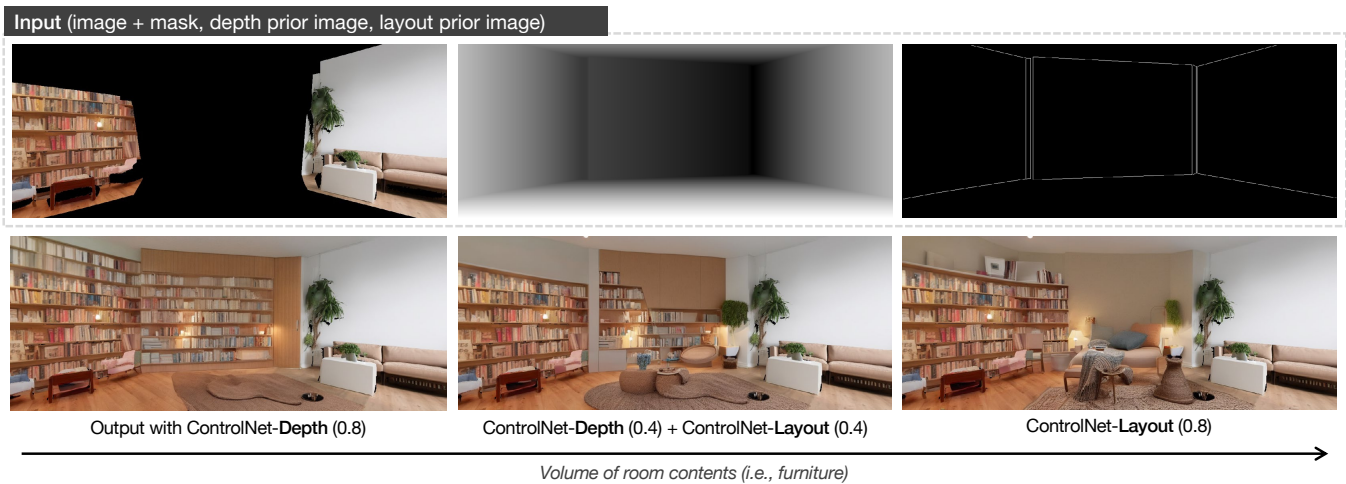 Input (image + mask, depth prior image, layout prior image)
Output with ControlNet-Depth (0.8)
ControlNet-Depth (0.4) + ControlNet-Layout (0.4)
ControlNet-Layout (0.8)
Volume of room contents (i.e., furniture)